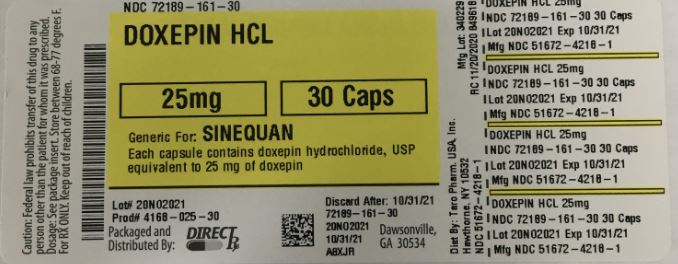 Caution: Federal law prohibits transfer of this drug to any
person other than the patient for whom it was prescribed.
Dosage: See package insert. Store between 68-77 degrees F.
For RX ONLY. Keep out of reach of children.
NDC 72189-161-30
DOXEPIN HCL
25mg
30 Caps
Generic For: SINEQUAN
Each capsule contains doxepin hydrochloride, USP
equivalent to 25 mg of doxepin
Lot# 20NO2021
Prod# 4168-025-30
Packaged and
Distributed By:
DIRECT Rx
Discard After: 10/31/21
72189-161-30
20NO2021
10/31/21
A8XJR
Dawsonville,
GA 30534
Mfg Lot: 340229
RC 11/20/2020 849618
Dist By: Taro Pharm. USA, Inc.
Hawthorne, NY 10532
NDC 51672-4218-1
DOXEPIN HCL 25mg
NDC 72189-161-30 30 Caps
Lot 20NO2021 Exp 10/31/21
Mfg NDC 51672-4218-1
DOXEPIN HCL 25mg
NDC 72189-161-30 30 Caps
Lot 20NO2021 Exp 10/31/21
Mfg NDC 51672-4218-1
DOXEPIN HCL 25mg
NDC 72189-161-30 30 Caps
Lot 20NO2021 Exp 10/31/21
Mfg NDC 51672-4218-1
DOXEPIN HCL 25mg
NDC 72189-161-30 30 Caps
Lot 20NO2021 Exp 10/31/21
Mfg NDC 51672-4218-1